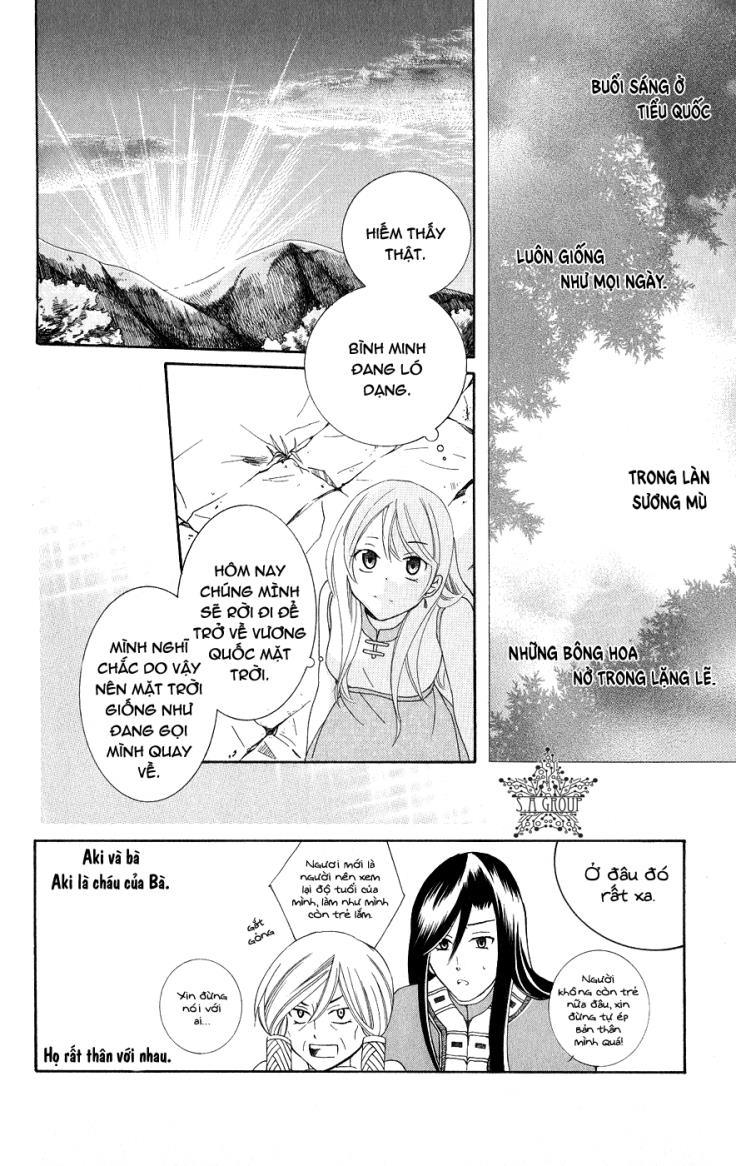 BUỔI SÁNG Ở
TIỂU QUỐC
LUÔN GIỐNG
NHƯ MỌI NGÀY.
TRONG LÀN
SƯƠNG MÙ
NHỮNG BÔNG HOA
NỞ TRONG LẶNG LẼ.
HIẾM THẤY
THẬT.
BÌNH MINH
ĐANG LÓ
DẠNG.
HÔM NAY
CHÚNG MÌNH
SẼ RỜI ĐI ĐỂ
TRỞ VỀ VƯƠNG
QUỐC MẶT
TRỜI.
MÌNH NGHĨ
CHẮC DO VẬY
NÊN MẶT TRỜI
GIỐNG NHƯ
ĐANG GỌI
MÌNH QUAY
VỀ.
S.A GROUP
Ở đâu đó
rất xa.
Người
không còn trẻ
nữa đâu, xin
đừng tự ép
bản thân
mình quá!
Ngươi mới là
người nên xem
lại độ tuổi của
mình, làm như mình
còn trẻ lắm.
Gắt
gỏng
Xin đừng
nói với
ai...
Aki và bà
Aki là cháu của Bà.
Họ rất thân với nhau.